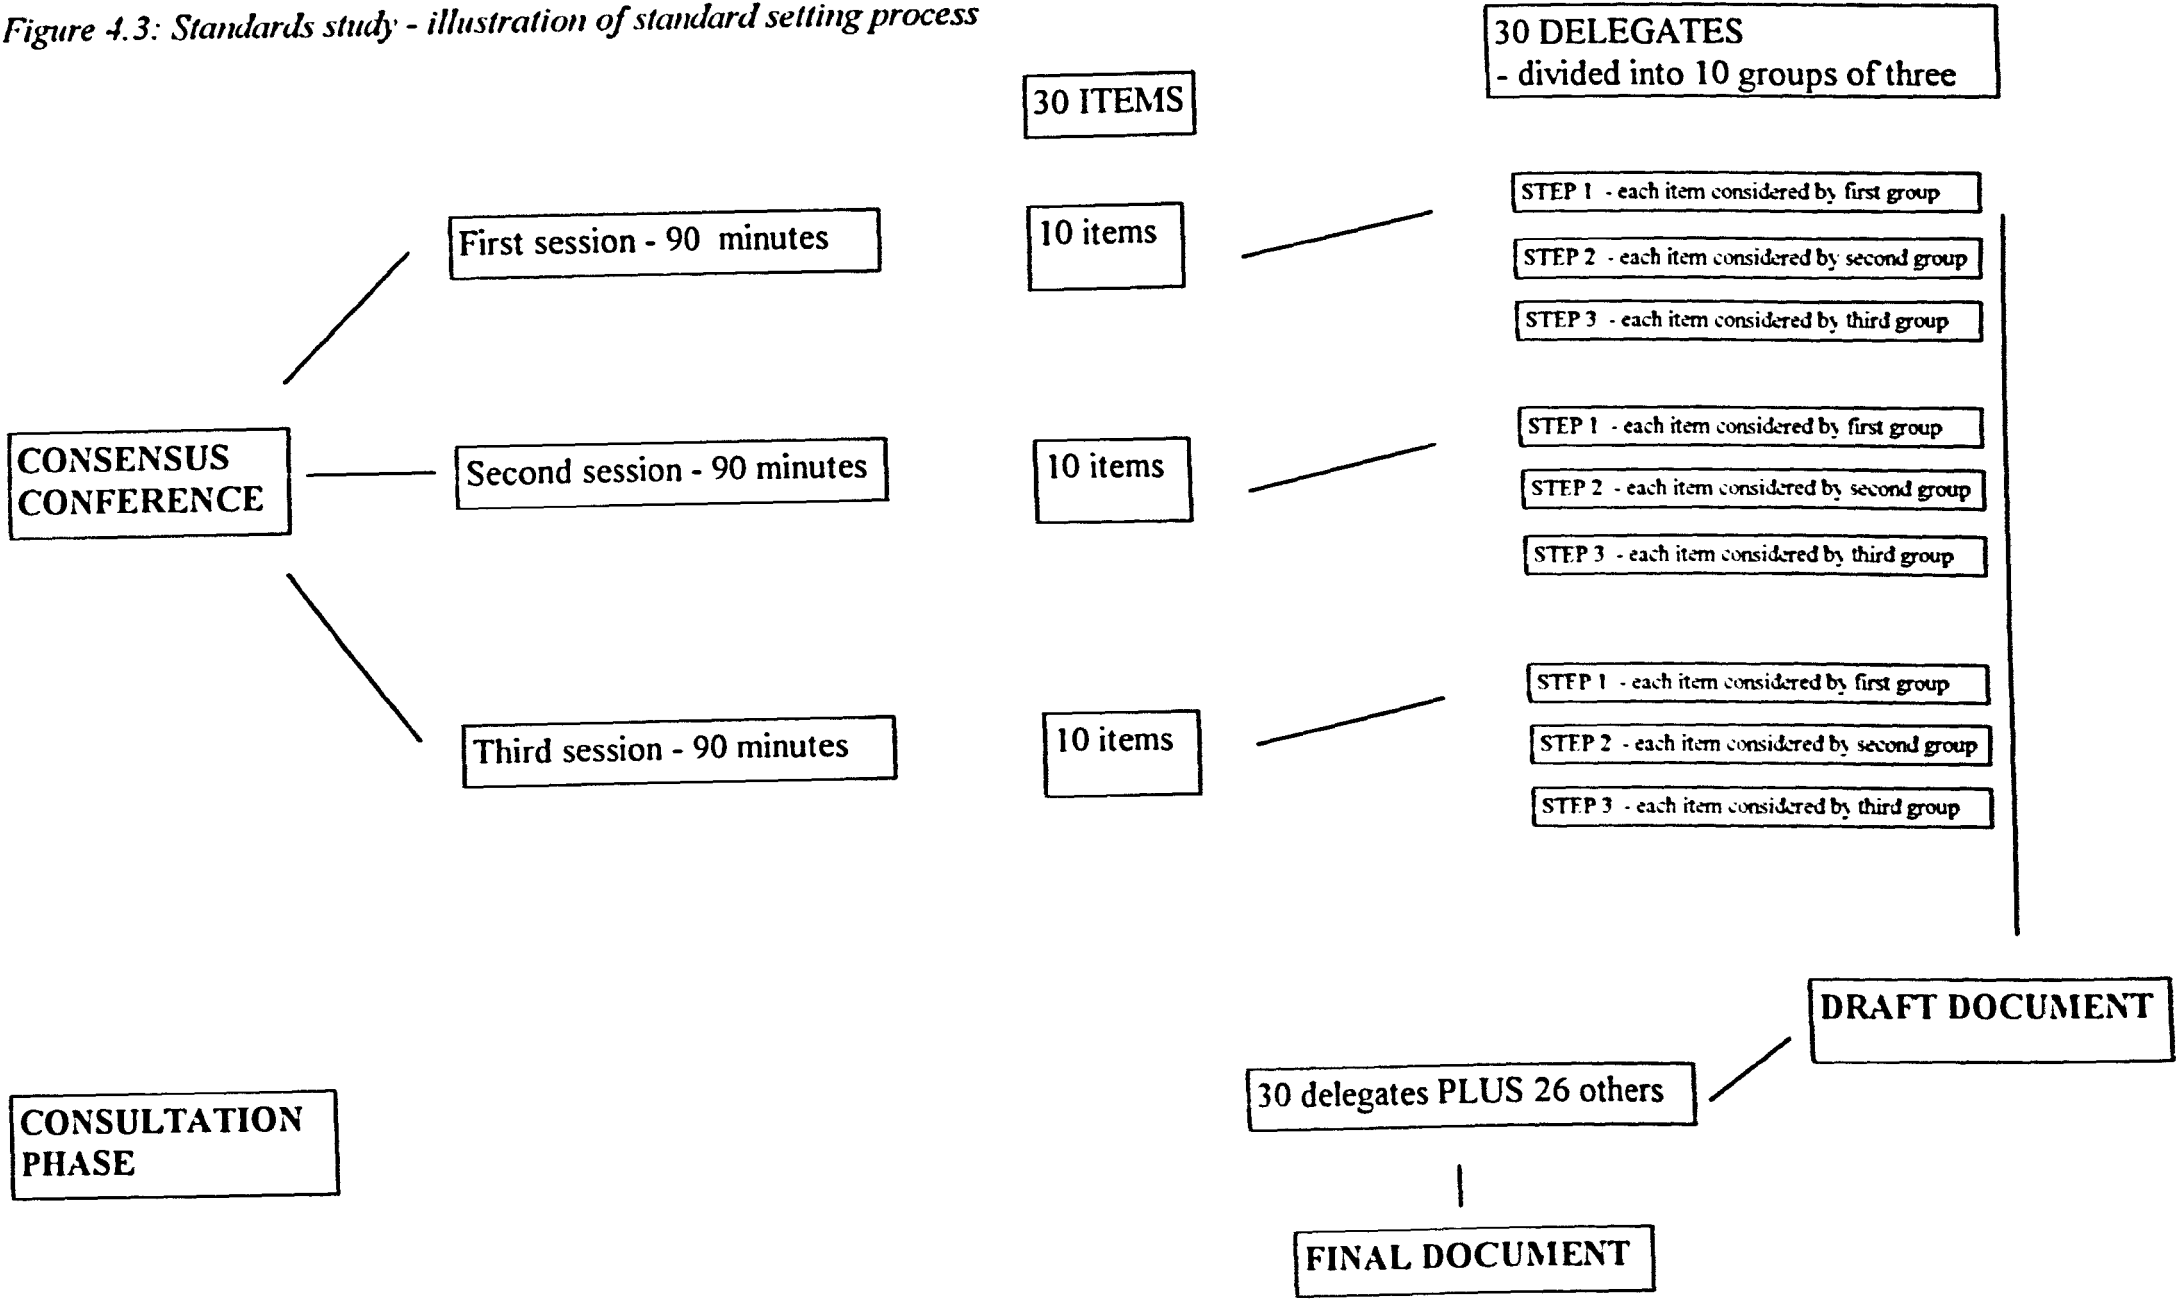 Figure 4.3: Standards study - illustration of standard setting process
30 DELEGATES
- divided into 10 groups of three
30 ITEMS
First session - 90 minutes
10 items
STEP 1 - each item considered by first group
STEP 2 - each item considered by second group
STEP 3 - each item considered by third group
CONSENSUS
CONFERENCE
Second session - 90 minutes
10 items
STEP 1 - each item considered by first group
STEP 2 - each item considered by second group
STEP 3 - each item considered by third group
Third session - 90 minutes
10 items
STEP 1 - each item considered by first group
STEP 2 - each item considered by second group
STEP 3 - each item considered by third group
DRAFT DOCUMENT
30 delegates PLUS 26 others
CONSULTATION
PHASE
FINAL DOCUMENT